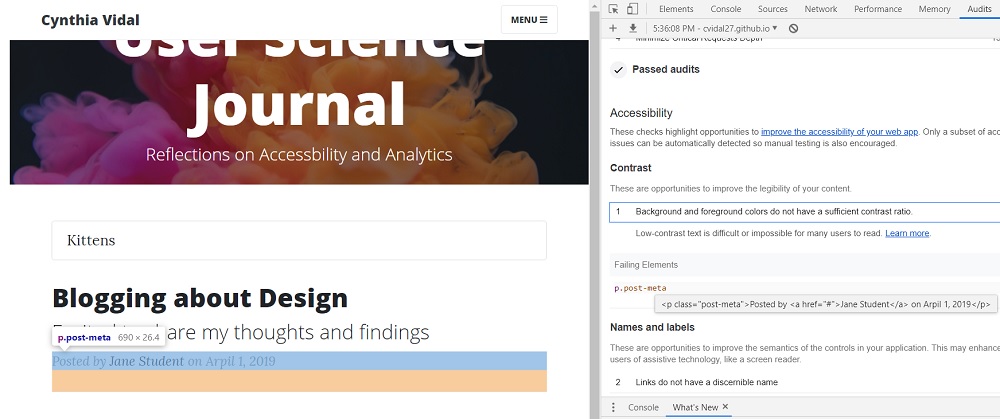 Cynthia Vidal
MENU
User Science
Journal
Reflections on Accessbility and Analytics
Kittens
Blogging about Design
are my thoughts and findings
p.post-meta 690 × 26.4
Posted by Jane Student on Arpil 1, 2019
Elements Console Sources Network Performance Memory Audits
5:36:08 PM - cvidal27.github.io
4 Minimize Critical Requests Depth
Passed audits
Accessibility
These checks highlight opportunities to improve the accessibility of your web app. Only a subset of acc
issues can be automatically detected so manual testing is also encouraged.
Contrast
These are opportunities to improve the legibility of your content.
1 Background and foreground colors do not have a sufficient contrast ratio.
Low-contrast text is difficult or impossible for many users to read. Learn more.
Failing Elements
p.post-meta
<p class="post-meta">Posted by <a href="#">Jane Student</a> on Arpil 1, 2019</p>
Names and labels
These are opportunities to improve the semantics of the controls in your application. This may enhance
users of assistive technology, like a screen reader.
2 Links do not have a discernible name
Console What's New